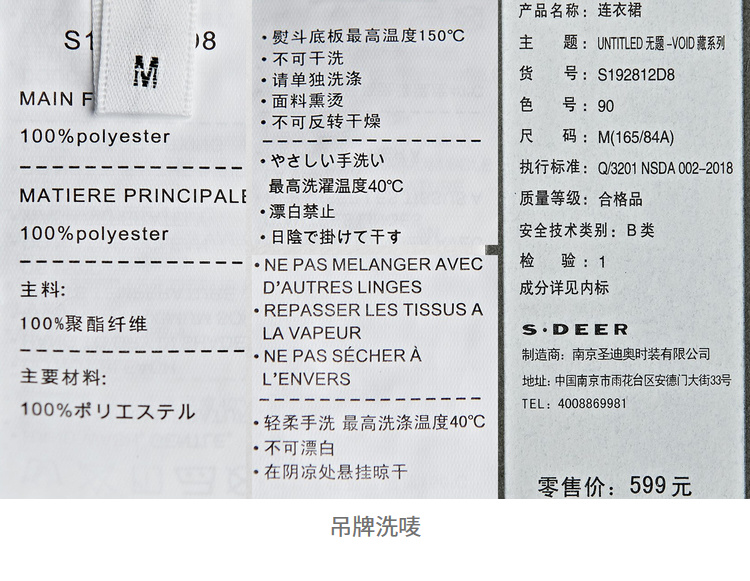 S1 D8
M
MAIN F
100%polyester
MATIERE PRINCIPALE
100%polyester
主料:
100%聚酯纤维
主要材料:
100%ポリエステル
・熨斗底板最高温度150℃
・不可干洗
・请单独洗涤
・面料熏烫
・不可反转干燥
・やさしい手洗い
最高洗濯温度40℃
・漂白禁止
・日陰で掛けて干す
・NE PAS MELANGER AVEC
D'AUTRES LINGES
・REPASSER LES TISSUS A
LA VAPEUR
・NE PAS SÉCHER À
L'ENVERS
・轻柔手洗 最高洗涤温度40℃
・不可漂白
・在阴凉处悬挂晾干
产品名称: 连衣裙
主 题: UNTITLED 无题-VOID 藏系列
货 号: S192812D8
色 号: 90
尺 码: M(165/84A)
执行标准: Q/3201 NSDA 002-2018
质量等级: 合格品
安全技术类别: B 类
检 验: 1
成分详见内标
S·DEER
制造商: 南京圣迪奥时装有限公司
地址: 中国南京市雨花台区安德门大街33号
TEL: 4008869981
零售价: 599 元
吊牌洗唛